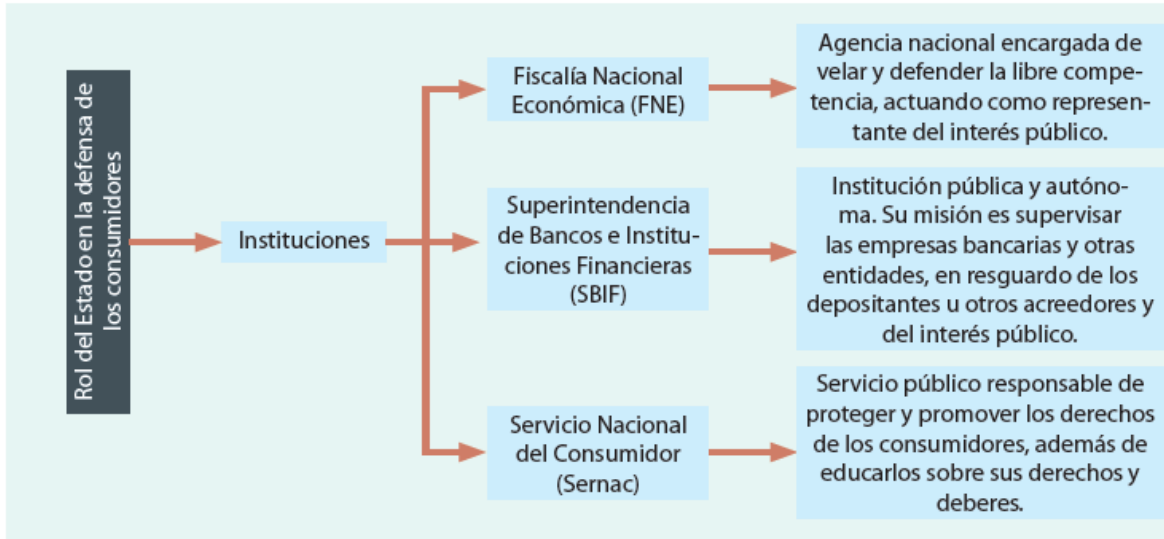 Rol del Estado en la defensa de
los consumidores
Instituciones
Fiscalía Nacional
Económica (FNE)
Agencia nacional encargada de
velar y defender la libre compe-
tencia, actuando como represen-
tante del interés público.
Superintendencia
de Bancos e Institu-
ciones Financieras
(SBIF)
Institución pública y autóno-
ma. Su misión es supervisar
las empresas bancarias y otras
entidades, en resguardo de los
depositantes u otros acreedores y
del interés público.
Servicio Nacional
del Consumidor
(Sernac)
Servicio público responsable de
proteger y promover los derechos
de los consumidores, además de
educarlos sobre sus derechos y
deberes.